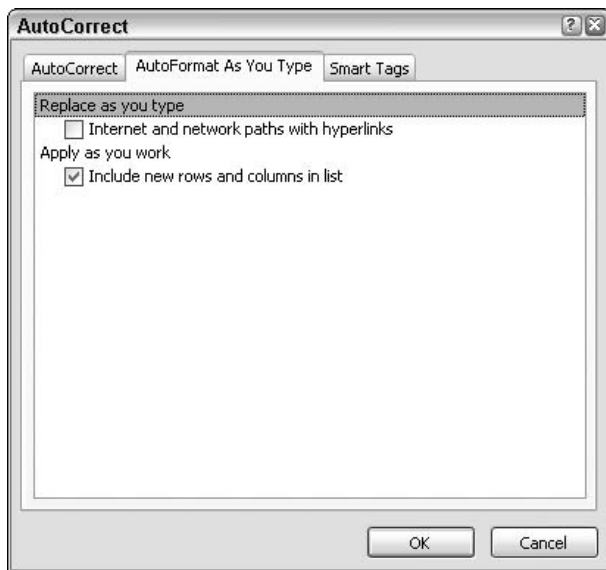 AutoCorrect
AutoCorrect AutoFormat As You Type Smart Tags
Replace as you type
Internet and network paths with hyperlinks
Apply as you work
Include new rows and columns in list
OK Cancel